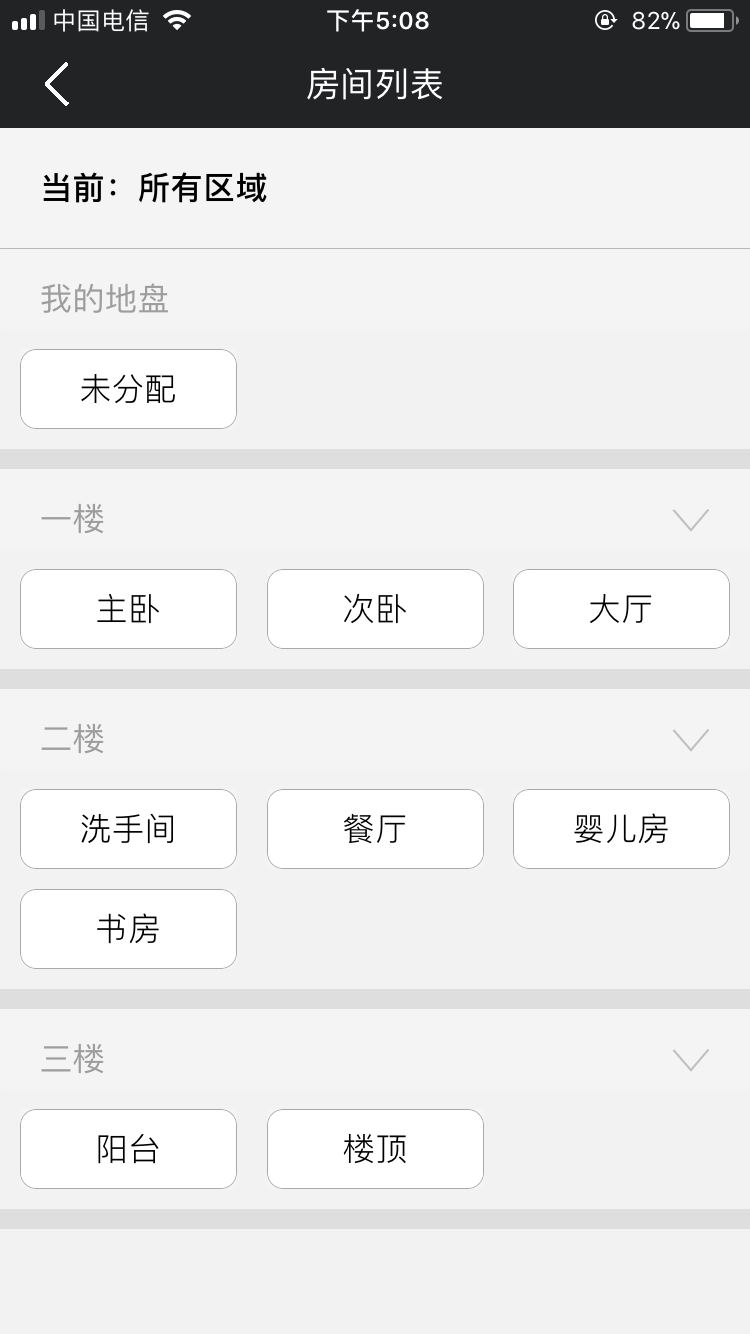 中国电信 下午5:08 82%
房间列表
当前：所有区域
我的地盘
未分配
一楼
主卧 次卧 大厅
二楼
洗手间 餐厅 婴儿房
书房
三楼
阳台 楼顶